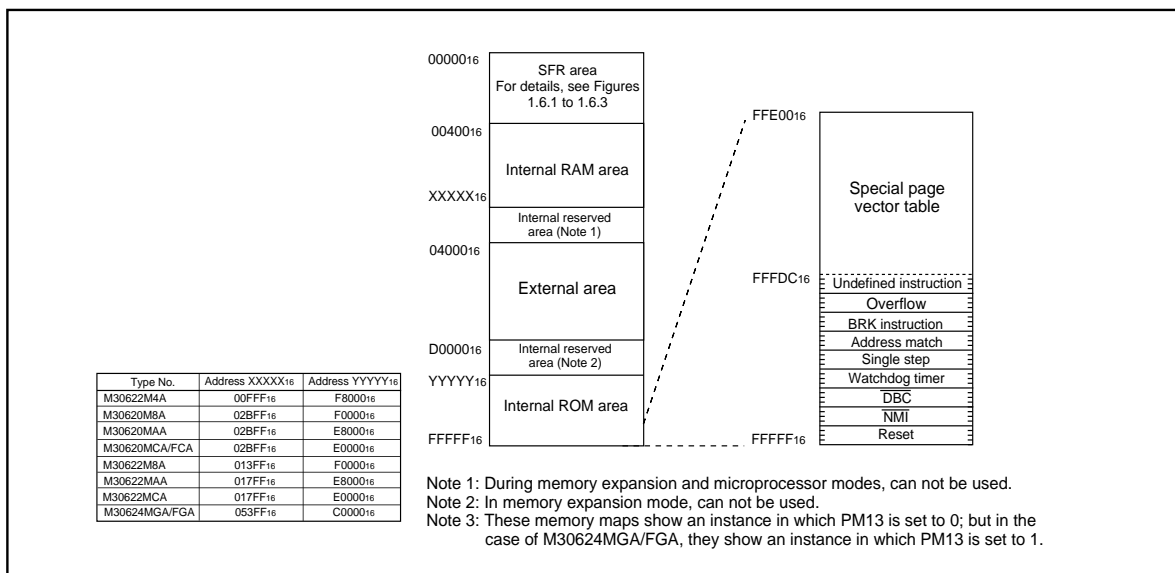 00000₁₆
SFR area
For details, see Figures
1.6.1 to 1.6.3
00400₁₆
Internal RAM area
XXXXX₁₆
Internal reserved
area (Note 1)
04000₁₆
External area
D0000₁₆
Internal reserved
area (Note 2)
YYYYY₁₆
Internal ROM area
FFFFF₁₆
FFE00₁₆
Special page
vector table
FFFDC₁₆
Undefined instruction
Overflow
BRK instruction
Address match
Single step
Watchdog timer
DBC
NMI
Reset
FFFFF₁₆
Type No. Address XXXXX₁₆ Address YYYYY₁₆
M30622M4A 00FFF₁₆ F8000₁₆
M30620M8A 02BFF₁₆ F0000₁₆
M30620MAA 02BFF₁₆ E8000₁₆
M30620MCA/FCA 02BFF₁₆ E0000₁₆
M30622M8A 013FF₁₆ F0000₁₆
M30622MAA 017FF₁₆ E8000₁₆
M30622MCA 017FF₁₆ E0000₁₆
M30624MGA/FGA 053FF₁₆ C0000₁₆
Note 1: During memory expansion and microprocessor modes, can not be used.
Note 2: In memory expansion mode, can not be used.
Note 3: These memory maps show an instance in which PM13 is set to 0; but in the
case of M30624MGA/FGA, they show an instance in which PM13 is set to 1.